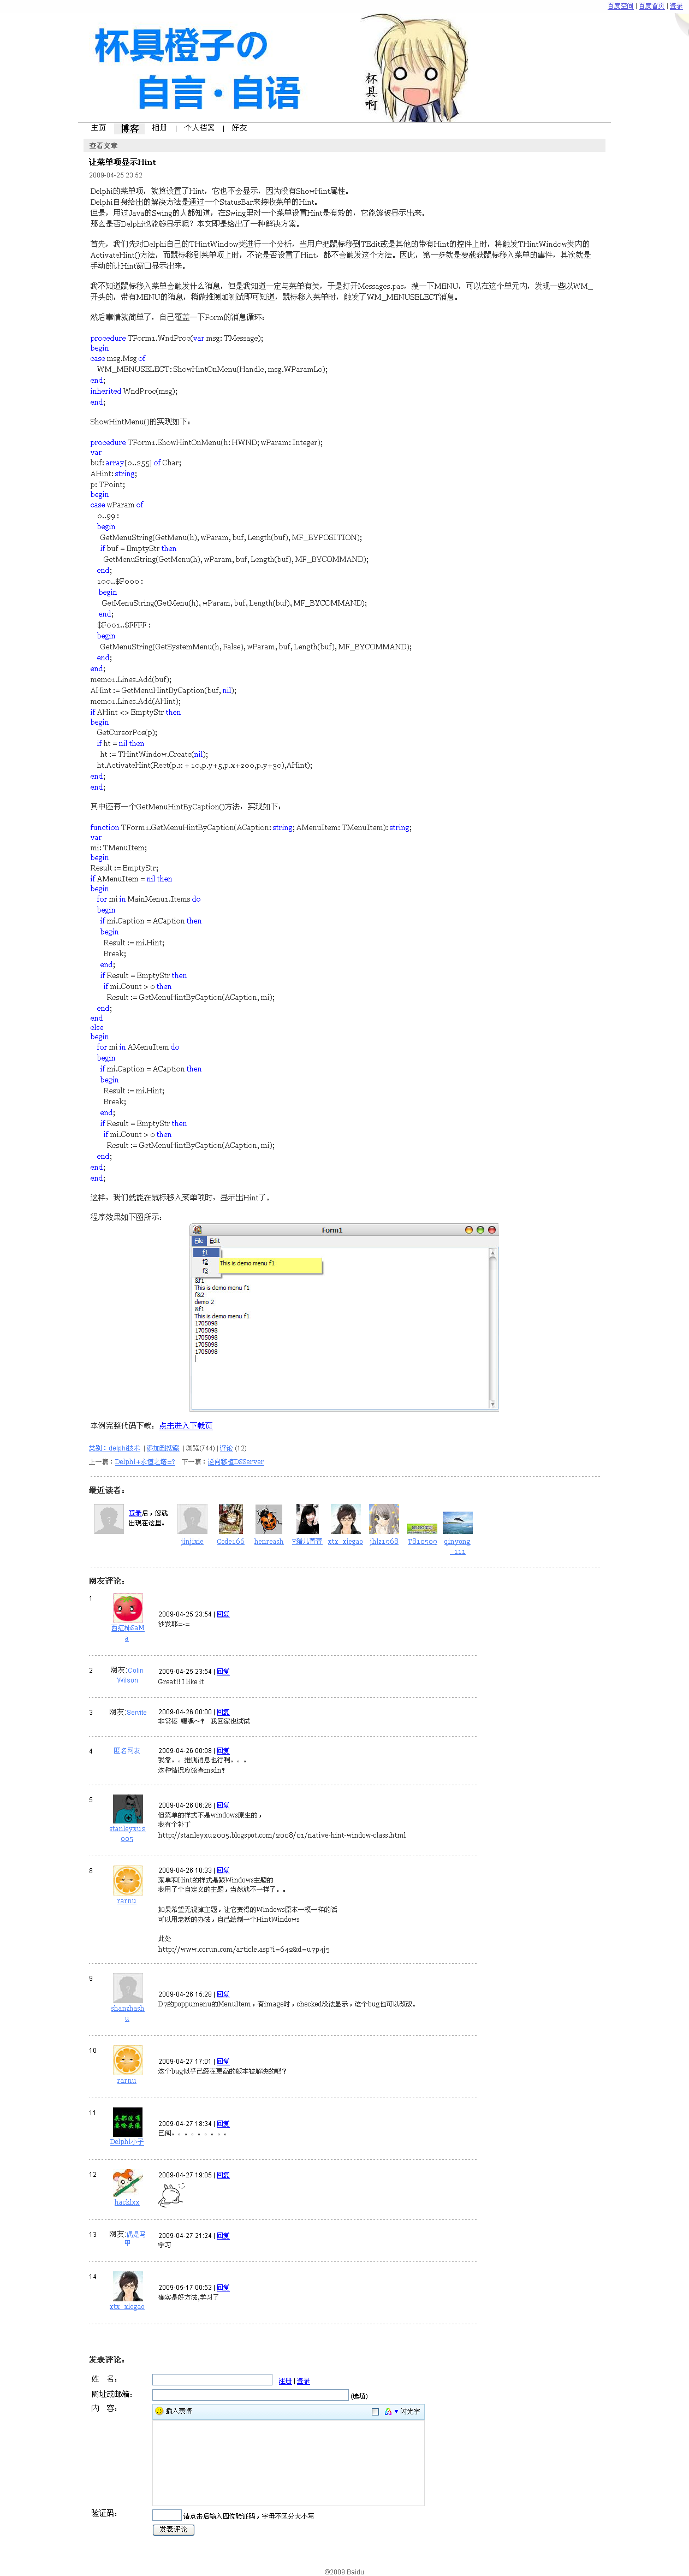 百度空间 | 百度首页 | 登录
杯具橙子の
自言·自语
杯具啊
主页 博客 相册 | 个人档案 | 好友
查看文章
让菜单项显示Hint
2009-04-25 23:52
Delphi的菜单项，就算设置了Hint，它也不会显示，因为没有ShowHint属性。
Delphi自身给出的解决方法是通过一个StatusBar来接收菜单的Hint。
但是，用过Java的Swing的人都知道，在Swing里对一个菜单设置Hint是有效的，它能够被显示出来。
那么是否Delphi也能够显示呢？本文即是给出了一种解决方案。
首先，我们先对Delphi自己的THintWindow类进行一个分析，当用户把鼠标移到TEdit或是其他的带有Hint的控件上时，将触发THintWindow类内的
ActivateHint()方法，而鼠标移到菜单项上时，不论是否设置了Hint，都不会触发这个方法。因此，第一步就是要截获鼠标移入菜单的事件，其次就是
手动的让Hint窗口显示出来。
我不知道鼠标移入菜单会触发什么消息，但是我知道一定与菜单有关，于是打开Messages.pas，搜一下MENU，可以在这个单元内，发现一些以WM_
开头的，带有MENU的消息，稍做推测加测试即可知道，鼠标移入菜单时，触发了WM_MENUSELECT消息。
然后事情就简单了，自己覆盖一下Form的消息循环：
procedure TForm1.WndProc(var msg: TMessage);
begin
case msg.Msg of
WM_MENUSELECT: ShowHintOnMenu(Handle, msg.WParamLo);
end;
inherited WndProc(msg);
end;
ShowHintMenu()的实现如下：
procedure TForm1.ShowHintOnMenu(h: HWND; wParam: Integer);
var
buf: array[0..255] of Char;
AHint: string;
p: TPoint;
begin
case wParam of
0..99 :
begin
GetMenuString(GetMenu(h), wParam, buf, Length(buf), MF_BYPOSITION);
if buf = EmptyStr then
GetMenuString(GetMenu(h), wParam, buf, Length(buf), MF_BYCOMMAND);
end;
100..$F000 :
begin
GetMenuString(GetMenu(h), wParam, buf, Length(buf), MF_BYCOMMAND);
end;
$F001..$FFFF :
begin
GetMenuString(GetSystemMenu(h, False), wParam, buf, Length(buf), MF_BYCOMMAND);
end;
end;
memo1.Lines.Add(buf);
AHint := GetMenuHintByCaption(buf, nil);
memo1.Lines.Add(AHint);
if AHint <> EmptyStr then
begin
GetCursorPos(p);
if ht = nil then
ht := THintWindow.Create(nil);
ht.ActivateHint(Rect(p.x + 10,p.y+5,p.x+200,p.y+30),AHint);
end;
end;
其中还有一个GetMenuHintByCaption()方法，实现如下：
function TForm1.GetMenuHintByCaption(ACaption: string; AMenuItem: TMenuItem): string;
var
mi: TMenuItem;
begin
Result := EmptyStr;
if AMenuItem = nil then
begin
for mi in MainMenu1.Items do
begin
if mi.Caption = ACaption then
begin
Result := mi.Hint;
Break;
end;
if Result = EmptyStr then
if mi.Count > 0 then
Result := GetMenuHintByCaption(ACaption, mi);
end;
end
else
begin
for mi in AMenuItem do
begin
if mi.Caption = ACaption then
begin
Result := mi.Hint;
Break;
end;
if Result = EmptyStr then
if mi.Count > 0 then
Result := GetMenuHintByCaption(ACaption, mi);
end;
end;
end;
这样，我们就能在鼠标移入菜单项时，显示出Hint了。
程序效果如下图所示：
Form1
File Edit
f1
f2
This is demo menu f1
f3
&f1
This is demo menu f1
f&2
demo 2
&f1
This is demo menu f1
1705098
1705098
1705098
1705098
1705098
本例完整代码下载：点击进入下载页
类别：delphi技术 | 添加到搜藏 | 浏览(744) | 评论 (12)
上一篇：Delphi+永恒之塔=? 下一篇：逆向移植DSServer
最近读者：
登录后，您就
出现在这里。
jinjixie Code166 henreash xtx_xiegao jhlz1968 T810500 qinyong
_111
网友评论：
1
2009-04-25 23:54 | 回复
西红柿SaM
a
沙发耶=-=
2 网友:Colin
Wilson
2009-04-25 23:54 | 回复
Great!! I like it
3 网友:Servite
2009-04-26 00:00 | 回复
非常棒 嘿嘿～！ 我回家也试试
4 匿名网友
2009-04-26 00:08 | 回复
我靠。。推测消息也行啊。。。
这种情况应该查msdn！
5
stanleyxu2
005
2009-04-26 06:26 | 回复
但菜单的样式不是windows原生的，
我有个补丁
http://stanleyxu2005.blogspot.com/2008/01/native-hint-window-class.html
8
rarnu
2009-04-26 10:33 | 回复
菜单和Hint的样式是跟Windows主题的
我用了个自定义的主题，当然就不一样了。。
如果希望无视掉主题，让它变得的Windows原本一模一样的话
可以用老妖的办法，自己绘制一个HintWindows
此处
http://www.ccrun.com/article.asp?i=642&d=u7p4j5
9
shanzhashu
2009-04-26 15:28 | 回复
D7的poppumenu的MenuItem，有image时，checked没法显示，这个bug也可以改改。
10
rarnu
2009-04-27 17:01 | 回复
这个bug似乎已经在更高的版本被解决的吧？
11
Delphi小子
2009-04-27 18:34 | 回复
已阅。。。。。。。。。
12
hacklxx
2009-04-27 19:05 | 回复
13 网友:偶是马
甲
2009-04-27 21:24 | 回复
学习
14
xtx_xiegao
2009-05-17 00:52 | 回复
确实是好方法,学习了
发表评论：
姓 名： 注册 | 登录
网址或邮箱： (选填)
内 容： 插入表情 ▼闪光字
验证码： 请点击后输入四位验证码，字母不区分大小写
发表评论
©2009 Baidu